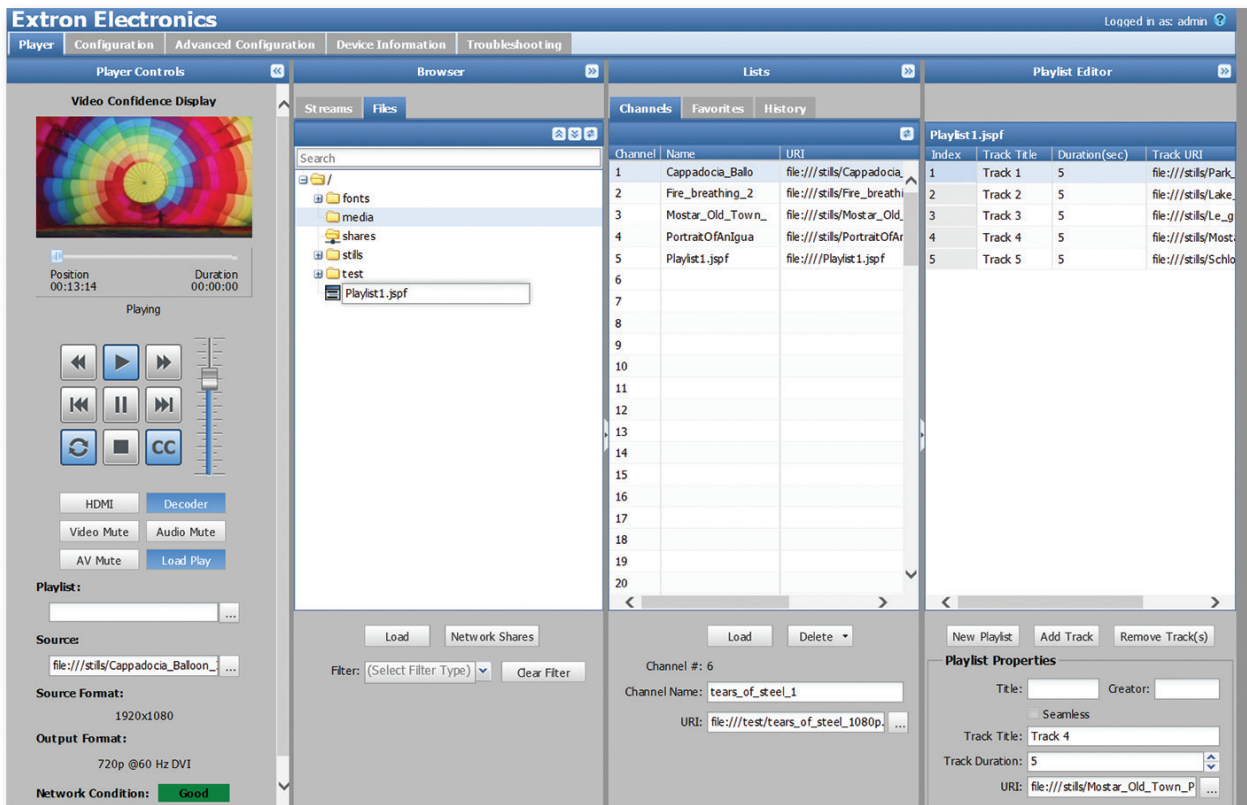 Extron Electronics
Logged in as: admin
Player Configuration Advanced Configuration Device Information Troubleshooting
Player Controls
Video Confidence Display
Position Duration
00:13:14 00:00:00
Playing
CC
HDMI Decoder
Video Mute Audio Mute
AV Mute Load Play
Playlist:
...
Source:
file:///stills/Cappadocia_Balloon_ ...
Source Format:
1920x1080
Output Format:
720p @60 Hz DVI
Network Condition: Good
Browser
Streams Files
Search
/
fonts
media
shares
stills
test
Playlist1.jspf
Load Network Shares
Filter: (Select Filter Type) Clear Filter
Lists
Channels Favorites History
Channel Name URI
1 Cappadocia_Ballo file:///stills/Cappadocia_
2 Fire_breathing_2 file:///stills/Fire_breathi
3 Mostar_Old_Town_ file:///stills/Mostar_Old_
4 PortraitOfAnIgua file:///stills/PortraitOfAr
5 Playlist1.jspf file:////Playlist1.jspf
6
7
8
9
10
11
12
13
14
15
16
17
18
19
20
Load Delete
Channel #: 6
Channel Name: tears_of_steel_1
URI: file:///test/tears_of_steel_1080p. ...
Playlist Editor
Playlist1.jspf
Index Track Title Duration(sec) Track URI
1 Track 1 5 file:///stills/Park_
2 Track 2 5 file:///stills/Lake_
3 Track 3 5 file:///stills/Le_g
4 Track 4 5 file:///stills/Mosta
5 Track 5 5 file:///stills/Schlo
New Playlist Add Track Remove Track(s)
Playlist Properties
Title: Creator:
Seamless
Track Title: Track 4
Track Duration: 5
URI: file:///stills/Mostar_Old_Town_P ...